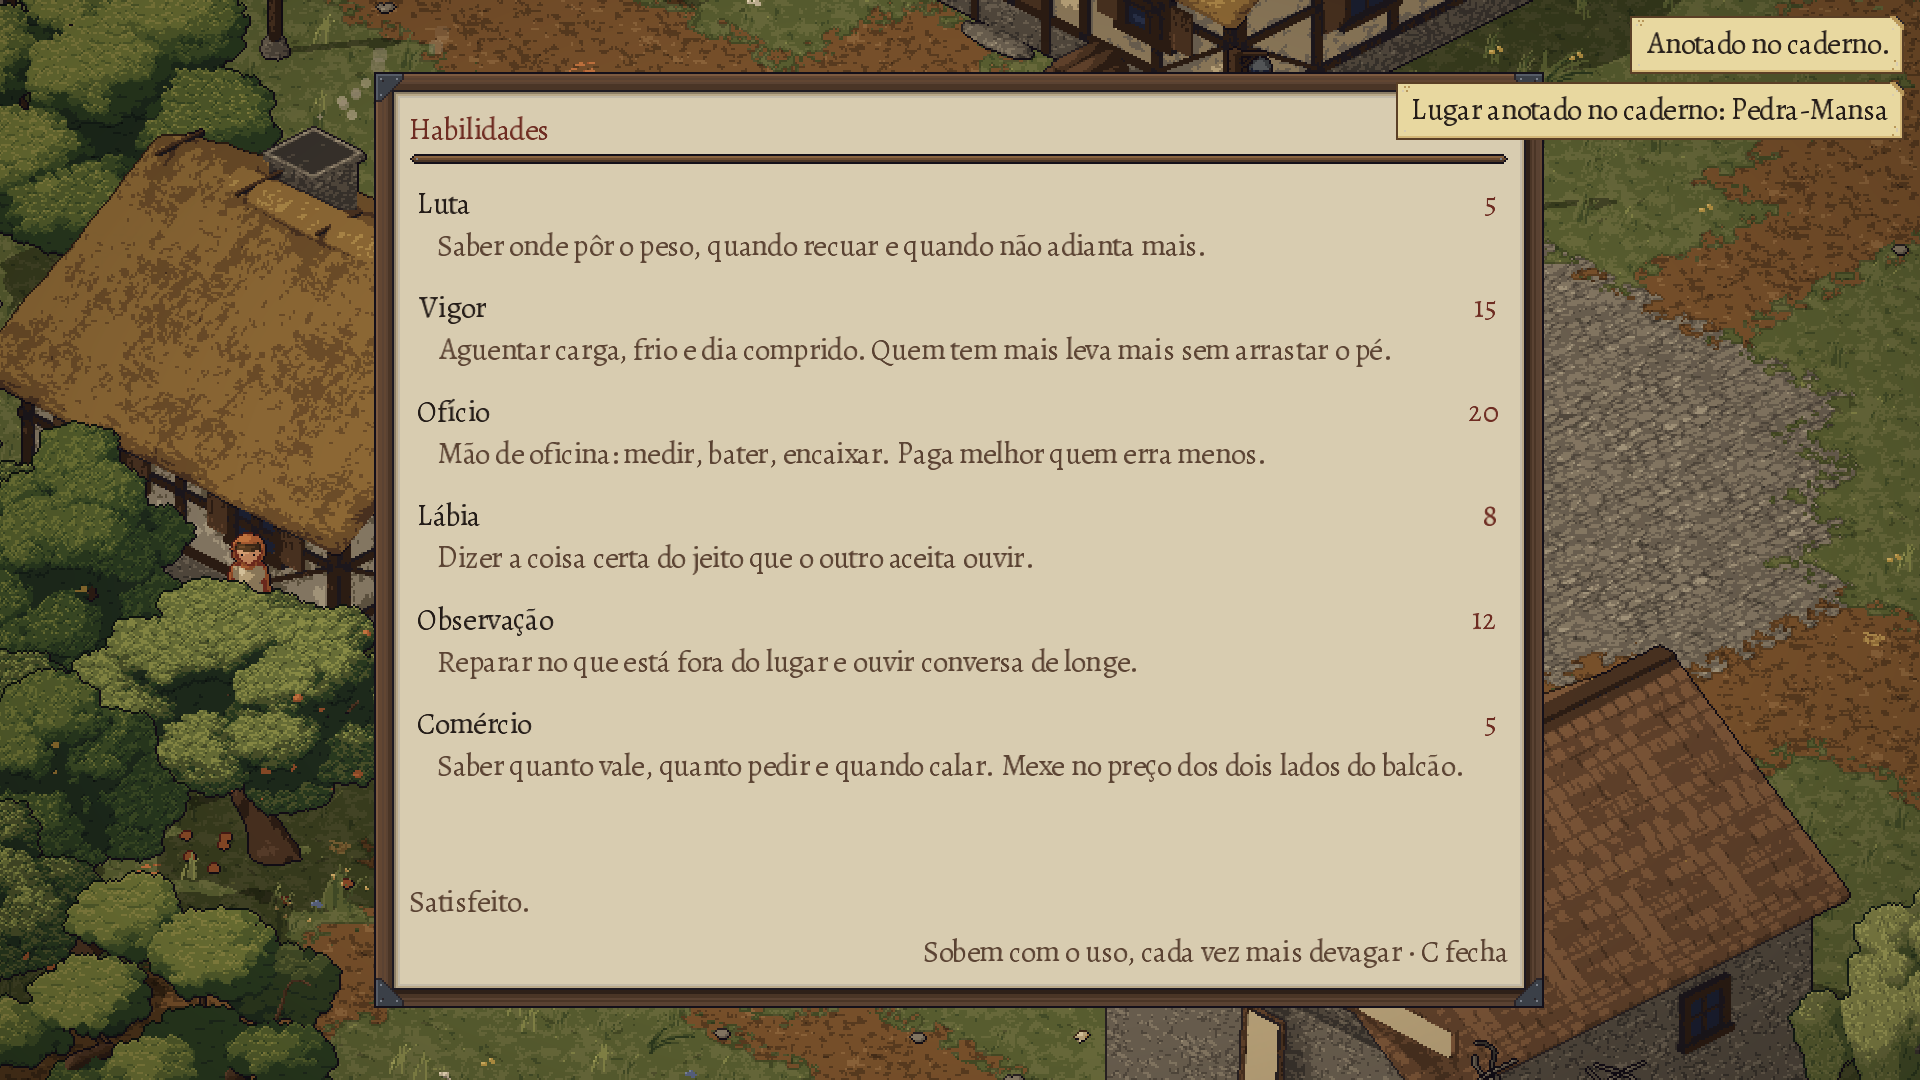 Anotado no caderno.
Lugar anotado no caderno: Pedra-Mansa
Habilidades
Luta 5
Saber onde pôr o peso, quando recuar e quando não adianta mais.
Vigor 15
Aguentar carga, frio e dia comprido. Quem tem mais leva mais sem arrastar o pé.
Ofício 20
Mão de oficina: medir, bater, encaixar. Paga melhor quem erra menos.
Lábia 8
Dizer a coisa certa do jeito que o outro aceita ouvir.
Observação 12
Reparar no que está fora do lugar e ouvir conversa de longe.
Comércio 5
Saber quanto vale, quanto pedir e quando calar. Mexe no preço dos dois lados do balcão.
Satisfeito.
Sobem com o uso, cada vez mais devagar · C fecha